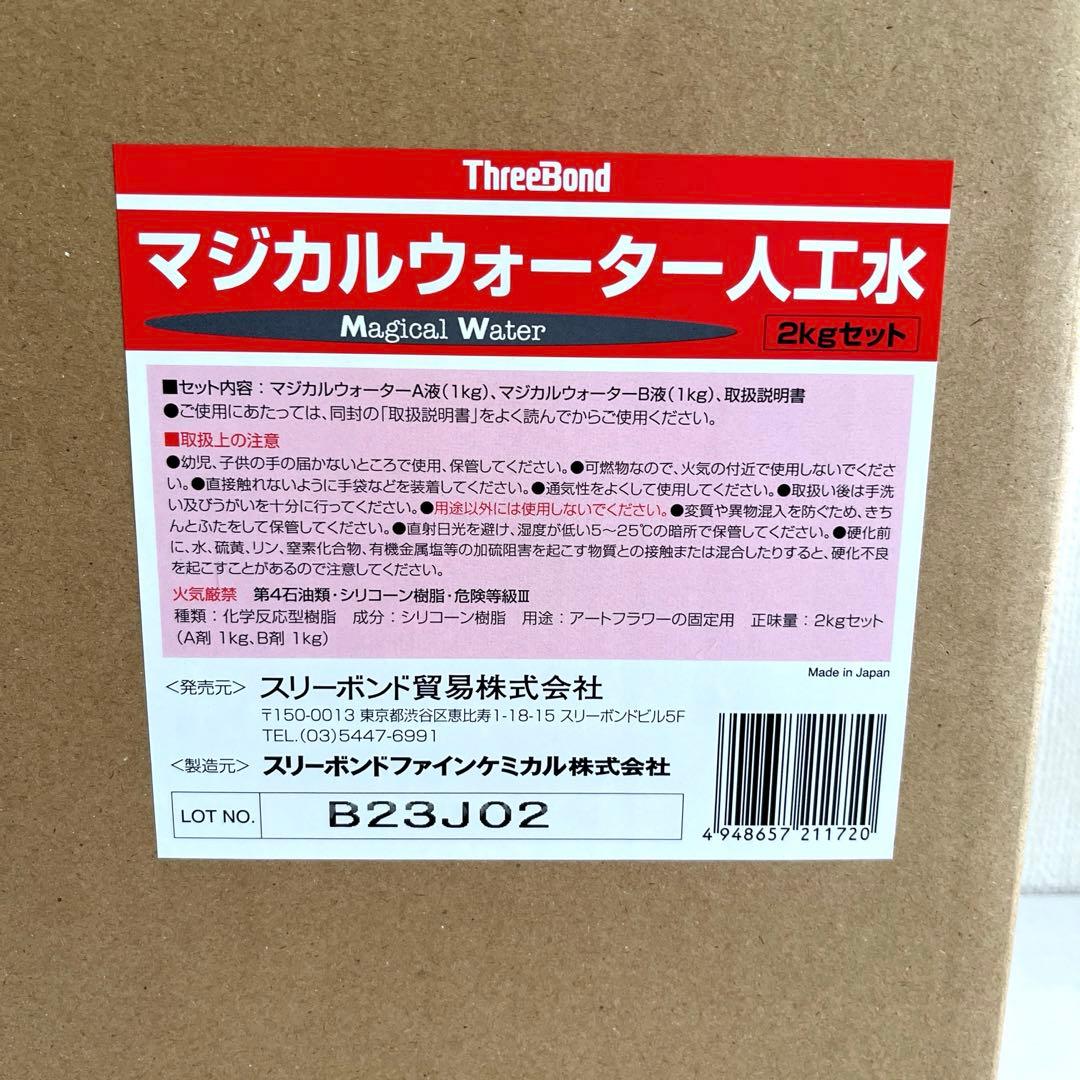 ThreeBond
マジカルウォーター人工水
Magical Water
2kgセット
■セット内容：マジカルウォーターA液（1kg）、マジカルウォーターB液（1kg）、取扱説明書
●ご使用にあたっては、同封の「取扱説明書」をよく読んでからご使用ください。
■取扱上の注意
●幼児、子供の手の届かないところで使用、保管してください。●可燃物なので、火気の付近で使用しないでくださ
い。●直接触れないように手袋などを装着してください。●通気性をよくして使用してください。●取扱い後は手洗
い及びうがいを十分に行ってください。●用途以外には使用しないでください。●変質や異物混入を防ぐため、きち
んとふたをして保管してください。●直射日光を避け、湿度が低い5～25℃の暗所で保管してください。●硬化前
に、水、硫黄、リン、窒素化合物、有機金属塩等の加硫阻害を起こす物質との接触または混合したりすると、硬化不良
を起こすことがあるので注意してください。
火気厳禁　第4石油類・シリコーン樹脂・危険等級Ⅲ
種類：化学反応型樹脂　成分：シリコーン樹脂　用途：アートフラワーの固定用　正味量：2kgセット
（A剤 1kg、B剤 1kg）
Made in Japan
＜発売元＞ スリーボンド貿易株式会社
〒150-0013 東京都渋谷区恵比寿1-18-15 スリーボンドビル5F
TEL.（03）5447-6991
＜製造元＞ スリーボンドファインケミカル株式会社
LOT NO. B23J02
4 948657 211720